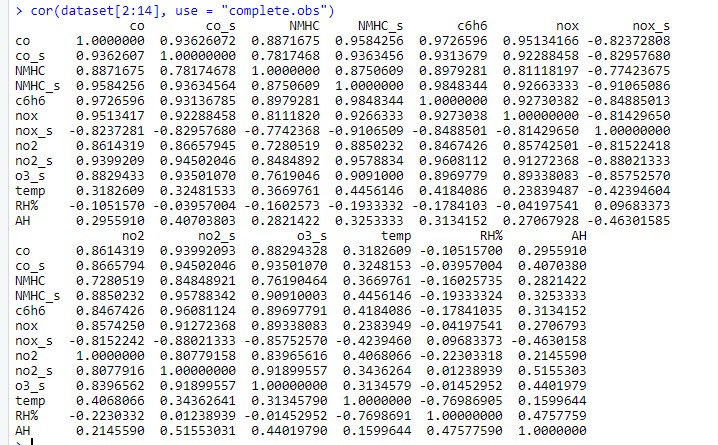 > cor(dataset[2:14], use = "complete.obs")
co co_s NMHC NMHC_s c6h6 nox nox_s
co 1.0000000 0.93626072 0.8871675 0.9584256 0.9726596 0.95134166 -0.82372808
co_s 0.9362607 1.00000000 0.7817468 0.9363456 0.9313679 0.92288458 -0.82957680
NMHC 0.8871675 0.78174678 1.0000000 0.8750609 0.8979281 0.81118197 -0.77423675
NMHC_s 0.9584256 0.93634564 0.8750609 1.0000000 0.9848344 0.92663333 -0.91065086
c6h6 0.9726596 0.93136785 0.8979281 0.9848344 1.0000000 0.92730382 -0.84885013
nox 0.9513417 0.92288458 0.8111820 0.9266333 0.9273038 1.00000000 -0.81429650
nox_s -0.8237281 -0.82957680 -0.7742368 -0.9106509 -0.8488501 -0.81429650 1.00000000
no2 0.8614319 0.86657945 0.7280519 0.8850232 0.8467426 0.85742501 -0.81522418
no2_s 0.9399209 0.94502046 0.8484892 0.9578834 0.9608112 0.91272368 -0.88021333
o3_s 0.8829433 0.93501070 0.7619046 0.9091000 0.8969779 0.89338083 -0.85752570
temp 0.3182609 0.32481533 0.3669761 0.4456146 0.4184086 0.23839487 -0.42394604
RH% -0.1051570 -0.03957004 -0.1602573 -0.1933332 -0.1784103 -0.04197541 0.09683373
AH 0.2955910 0.40703803 0.2821422 0.3253333 0.3134152 0.27067928 -0.46301585
no2 no2_s o3_s temp RH% AH
co 0.8614319 0.93992093 0.88294328 0.3182609 -0.10515700 0.2955910
co_s 0.8665794 0.94502046 0.93501070 0.3248153 -0.03957004 0.4070380
NMHC 0.7280519 0.84848921 0.76190464 0.3669761 -0.16025735 0.2821422
NMHC_s 0.8850232 0.95788342 0.90910003 0.4456146 -0.19333324 0.3253333
c6h6 0.8467426 0.96081124 0.89697791 0.4184086 -0.17841035 0.3134152
nox 0.8574250 0.91272368 0.89338083 0.2383949 -0.04197541 0.2706793
nox_s -0.8152242 -0.88021333 -0.85752570 -0.4239460 0.09683373 -0.4630158
no2 1.0000000 0.80779158 0.83965616 0.4068066 -0.22303318 0.2145590
no2_s 0.8077916 1.00000000 0.91899557 0.3436264 0.01238939 0.5155303
o3_s 0.8396562 0.91899557 1.00000000 0.3134579 -0.01452952 0.4401979
temp 0.4068066 0.34362641 0.31345790 1.0000000 -0.76986905 0.1599644
RH% -0.2230332 0.01238939 -0.01452952 -0.7698691 1.00000000 0.4757759
AH 0.2145590 0.51553031 0.44019790 0.1599644 0.47577590 1.0000000
>